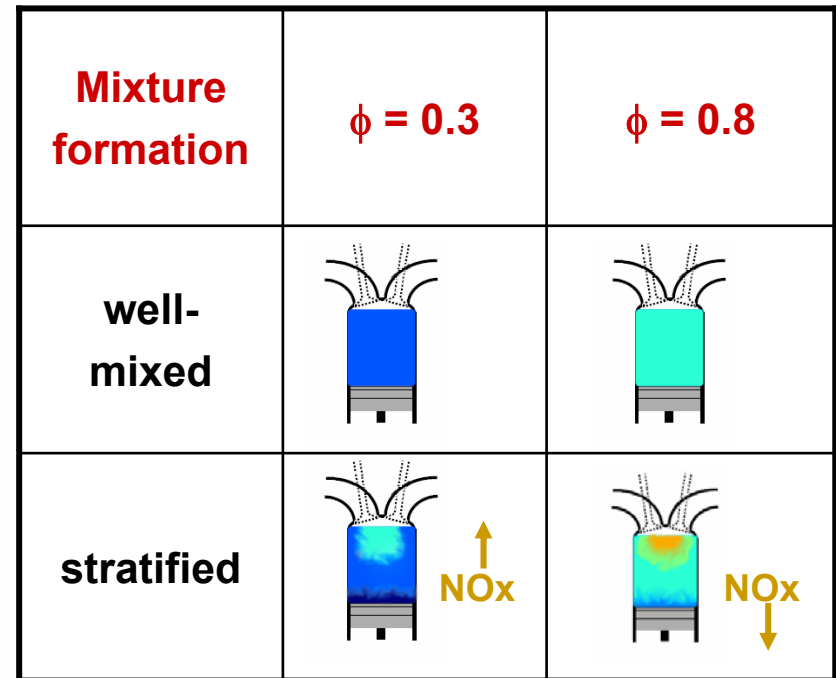 Mixture
formation
ϕ = 0.3
ϕ = 0.8
well-
mixed
stratified
NOx
NOx